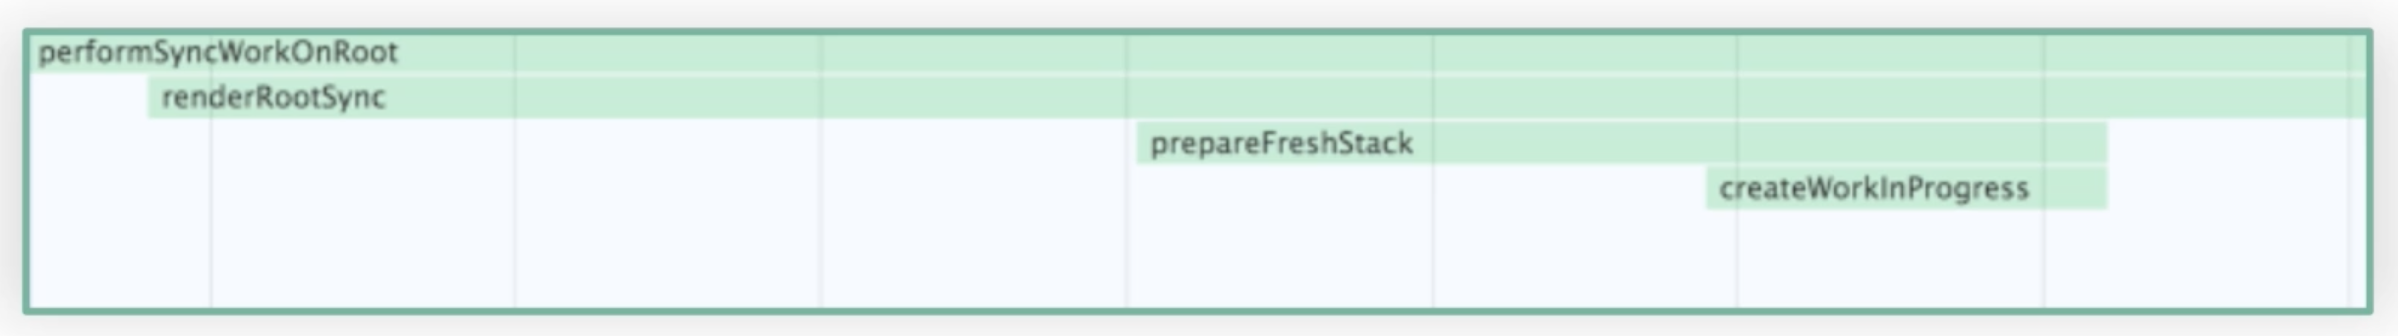 performSyncWorkOnRoot
renderRootSync
prepareFreshStack
createWorkInProgress